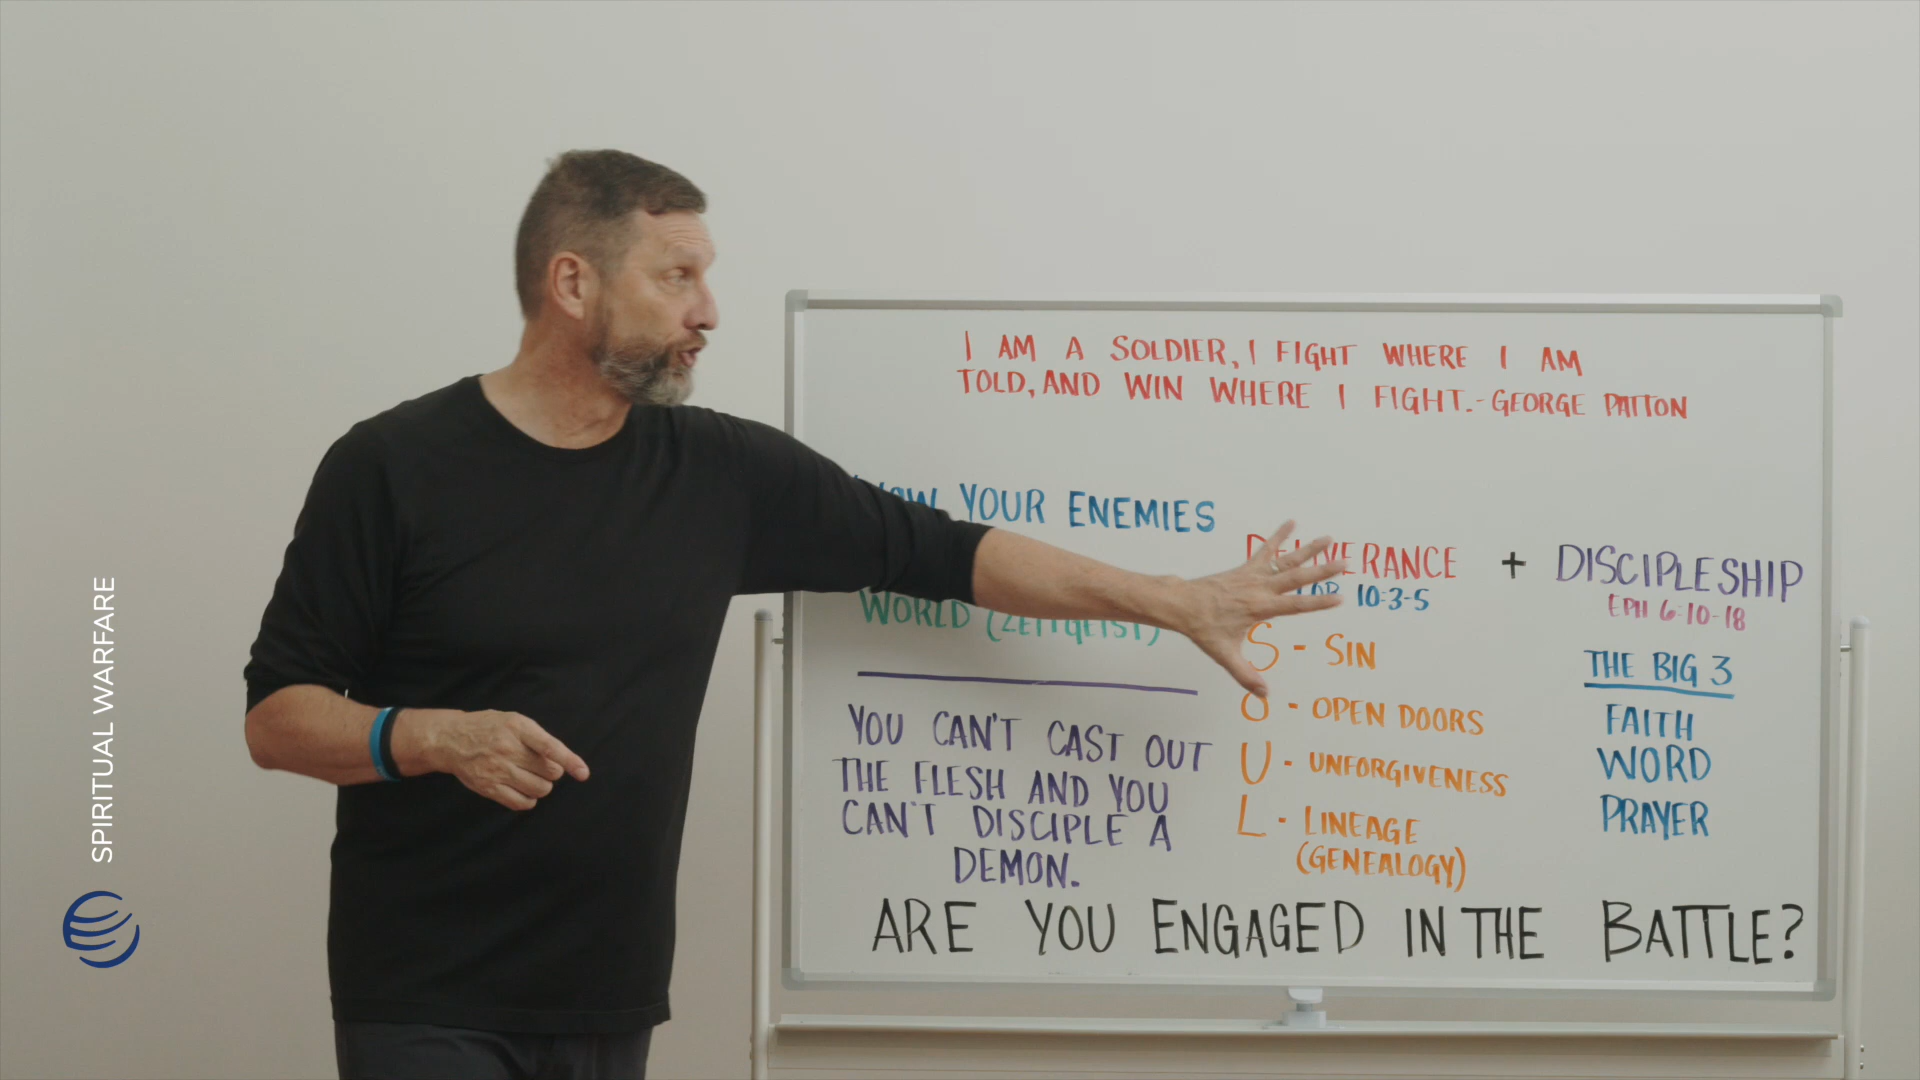 I AM A SOLDIER, I FIGHT WHERE I AM
TOLD, AND WIN WHERE I FIGHT.-GEORGE PATTON
YOUR ENEMIES
WORLD (ZEITGEIST)
YOU CAN'T CAST OUT
THE FLESH AND YOU
CAN'T DISCIPLE A
DEMON.
DELIVERANCE
10:3-5
S - SIN
O - OPEN DOORS
U - UNFORGIVENESS
L - LINEAGE
(GENEALOGY)
+ DISCIPLESHIP
EPH 6:10-18
THE BIG 3
FAITH
WORD
PRAYER
ARE YOU ENGAGED IN THE BATTLE?
SPIRITUAL WARFARE